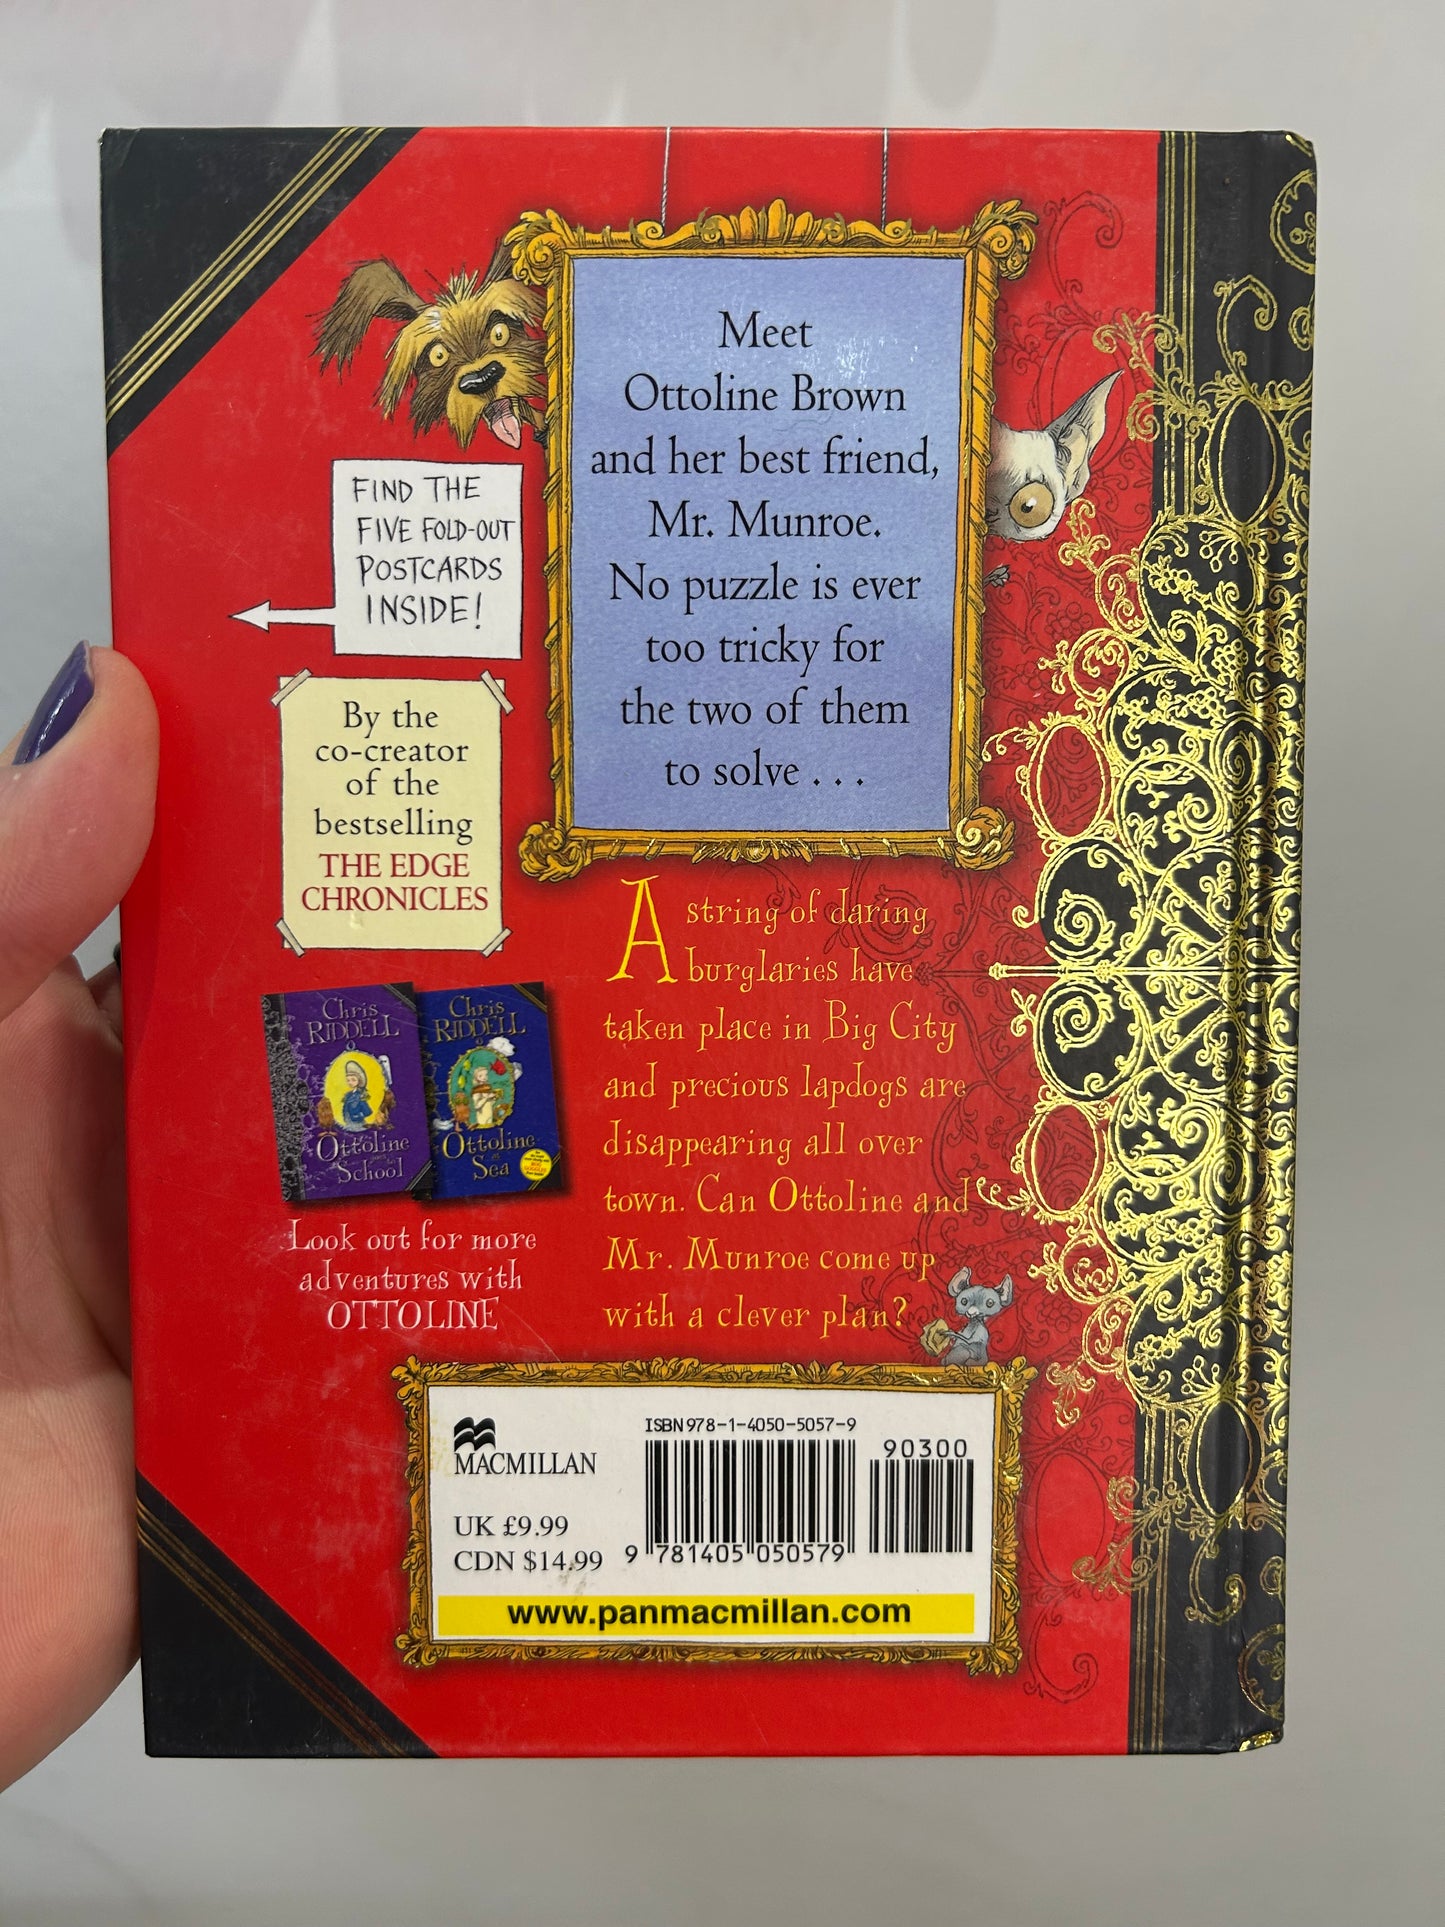 Meet
Ottoline Brown
and her best friend,
Mr. Munroe.
No puzzle is ever
too tricky for
the two of them
to solve . . .
FIND THE
FIVE FOLD-OUT
POSTCARDS
INSIDE!
By the
co-creator
of the
bestselling
THE EDGE
CHRONICLES
A string of daring
burglaries have
taken place in Big City
and precious lapdogs are
disappearing all over
town. Can Ottoline and
Mr. Munroe come up
with a clever plan?
Chris
RIDDELL
Ottoline
School
Chris
RIDDELL
Ottoline
at
Sea
Look out for more
adventures with
OTTOLINE
MACMILLAN
UK £9.99
CDN $14.99
ISBN 978-1-4050-5057-9
90300
9 781405 050579
www.panmacmillan.com